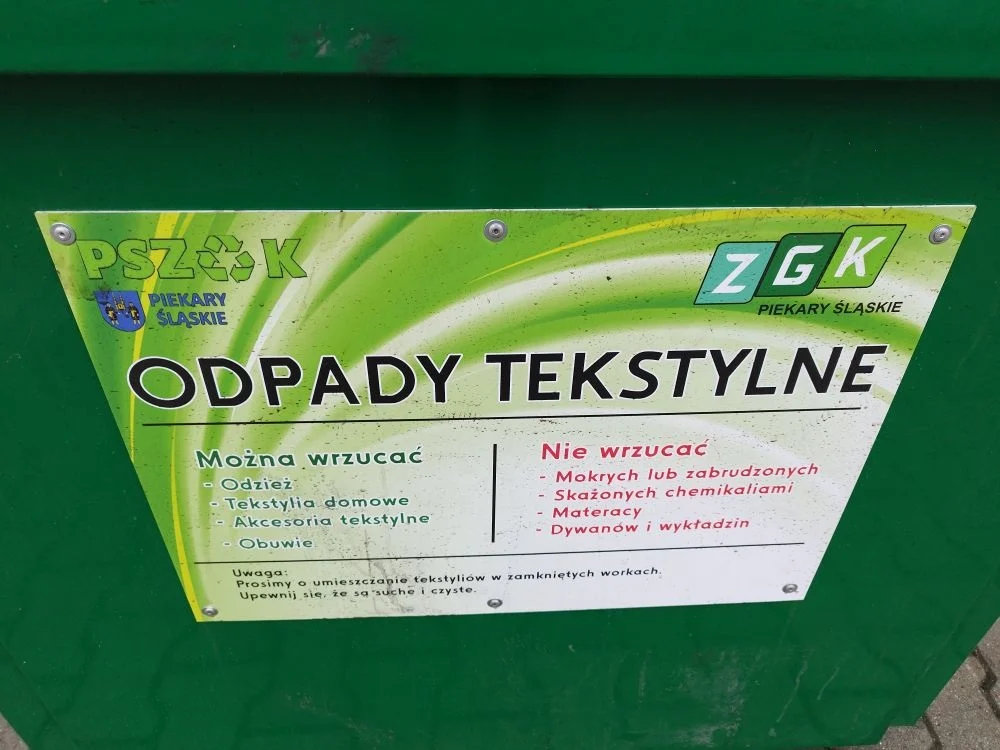 PSZOK
PIEKARY
ŚLĄSKIE
ZGK
PIEKARY ŚLĄSKIE
ODPADY TEKSTYLNE
Można wrzucać
- Odzież
- Tekstylia domowe
- Akcesoria tekstylne
- Obuwie
Nie wrzucać
- Mokrych lub zabrudzonych
- Skażonych chemikaliami
- Materacy
- Dywanów i wykładzin
Uwaga:
Prosimy o umieszczanie tekstyliów w zamkniętych workach.
Upewnij się, że są suche i czyste.